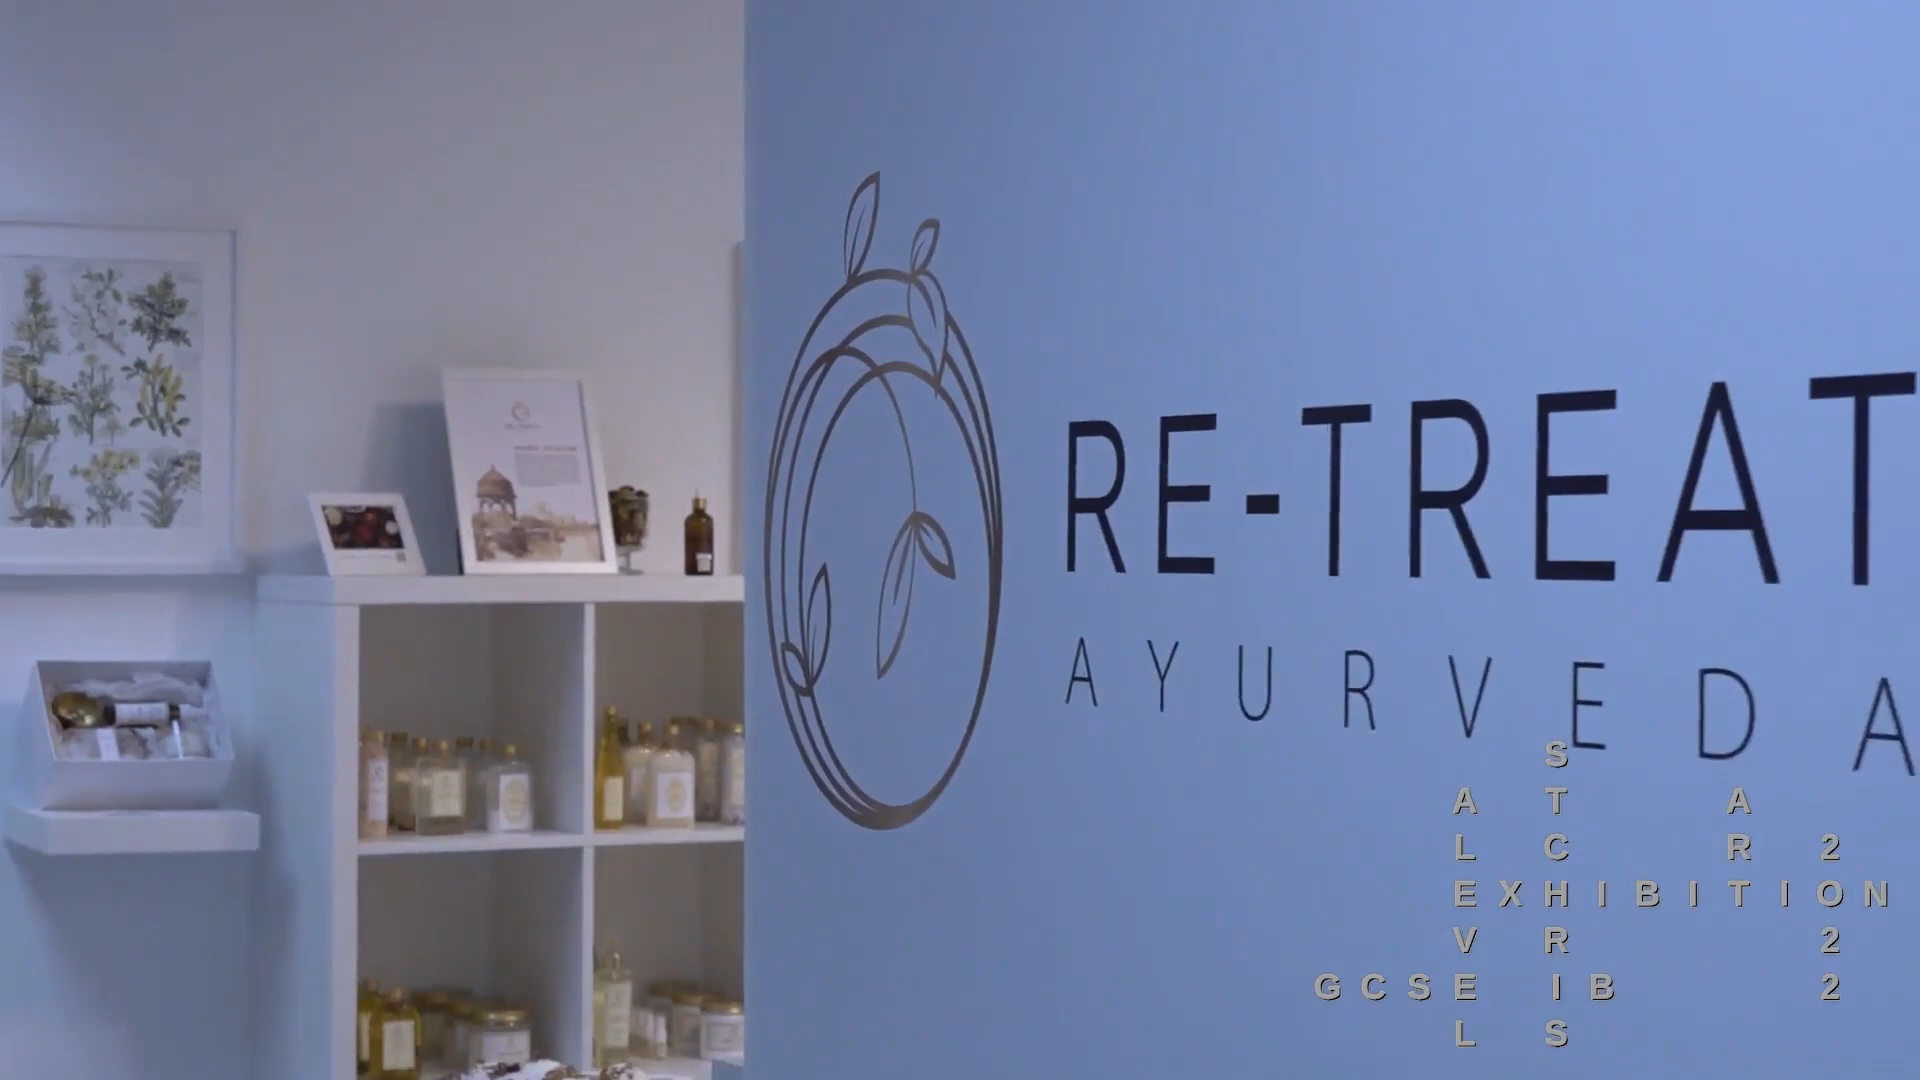 RE-TREAT
AYURVEDA
ST CHRIS
A LEVEL
ART
2022
EXHIBITION
GCSE IB